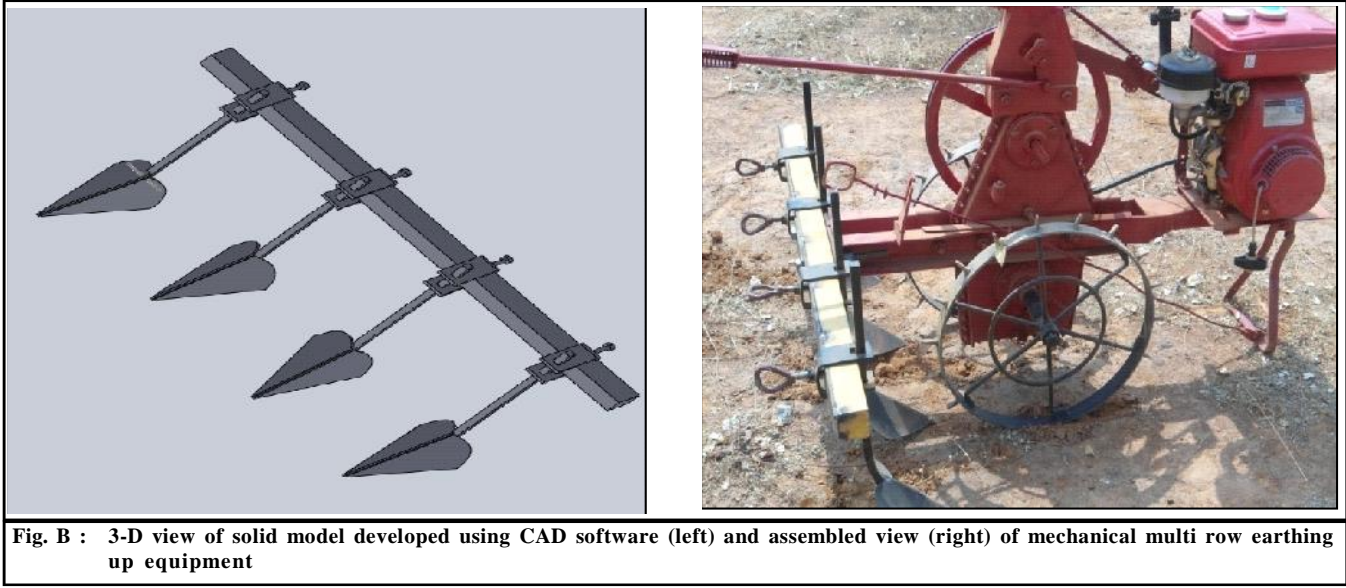 Fig. B : 3-D view of solid model developed using CAD software (left) and assembled view (right) of mechanical multi row earthing
up equipment